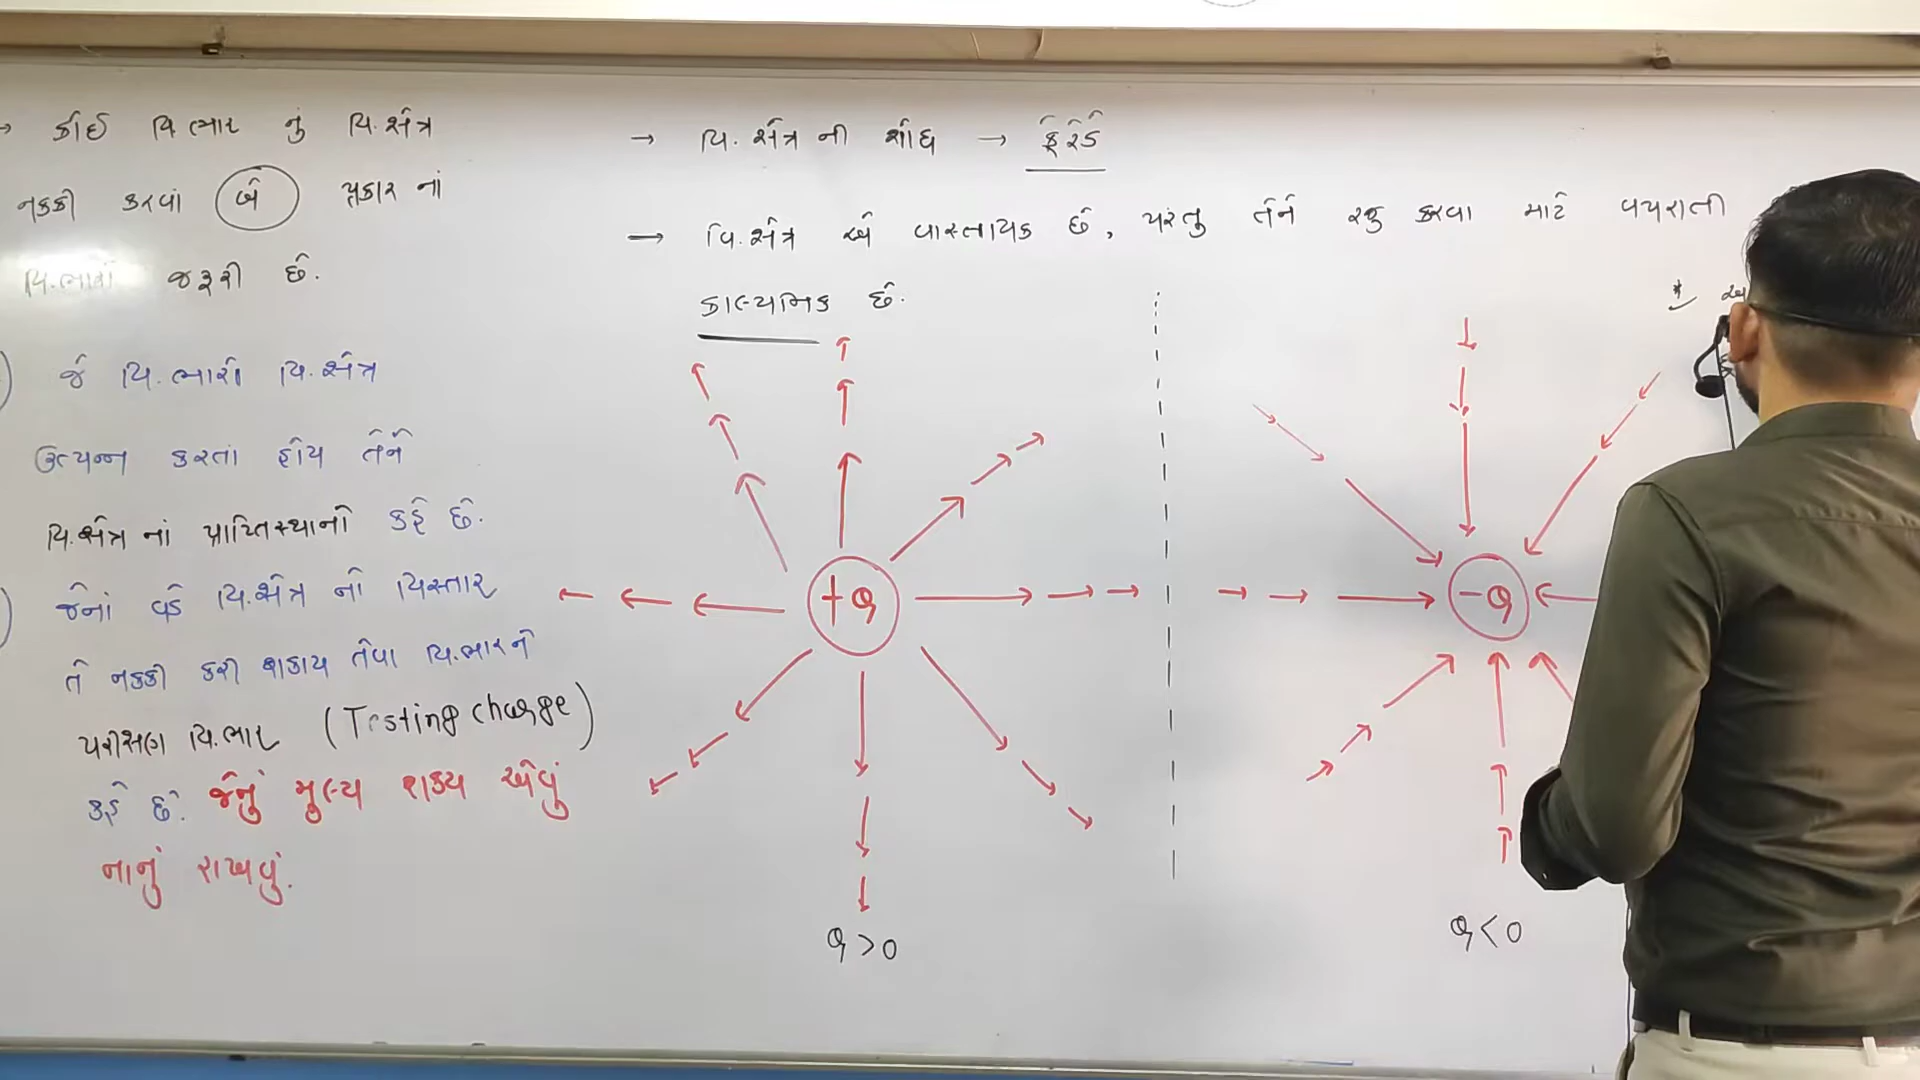 → કોઈ વિ.ભાર નું વિ.ક્ષેત્ર
નક્કી કરવાં બે પ્રકાર નાં
વિ.ભારો જરૂરી છે.
જે વિ.ભારો વિ.ક્ષેત્ર
ઉત્પન્ન કરતાં હોય તેને
વિ.ક્ષેત્ર નાં પ્રાપ્તિસ્થાનો કહે છે.
જેનાં વડે વિ.ક્ષેત્ર નો વિસ્તાર
તે નક્કી કરી શકાય તેવા વિ.ભારને
પરીક્ષણ વિ.ભાર (Testing charge)
કહે છે. જેનું મુલ્ય શક્ય એવું
નાનું રાખવું.
→ વિ.ક્ષેત્ર ની શોધ → ફેરેડે
→ વિ.ક્ષેત્ર એ વાસ્તવિક છે, પરંતુ તેને રજુ કરવા માટે વપરાતી
કાલ્પનિક છે.
+Q
Q>0
-Q
Q<0